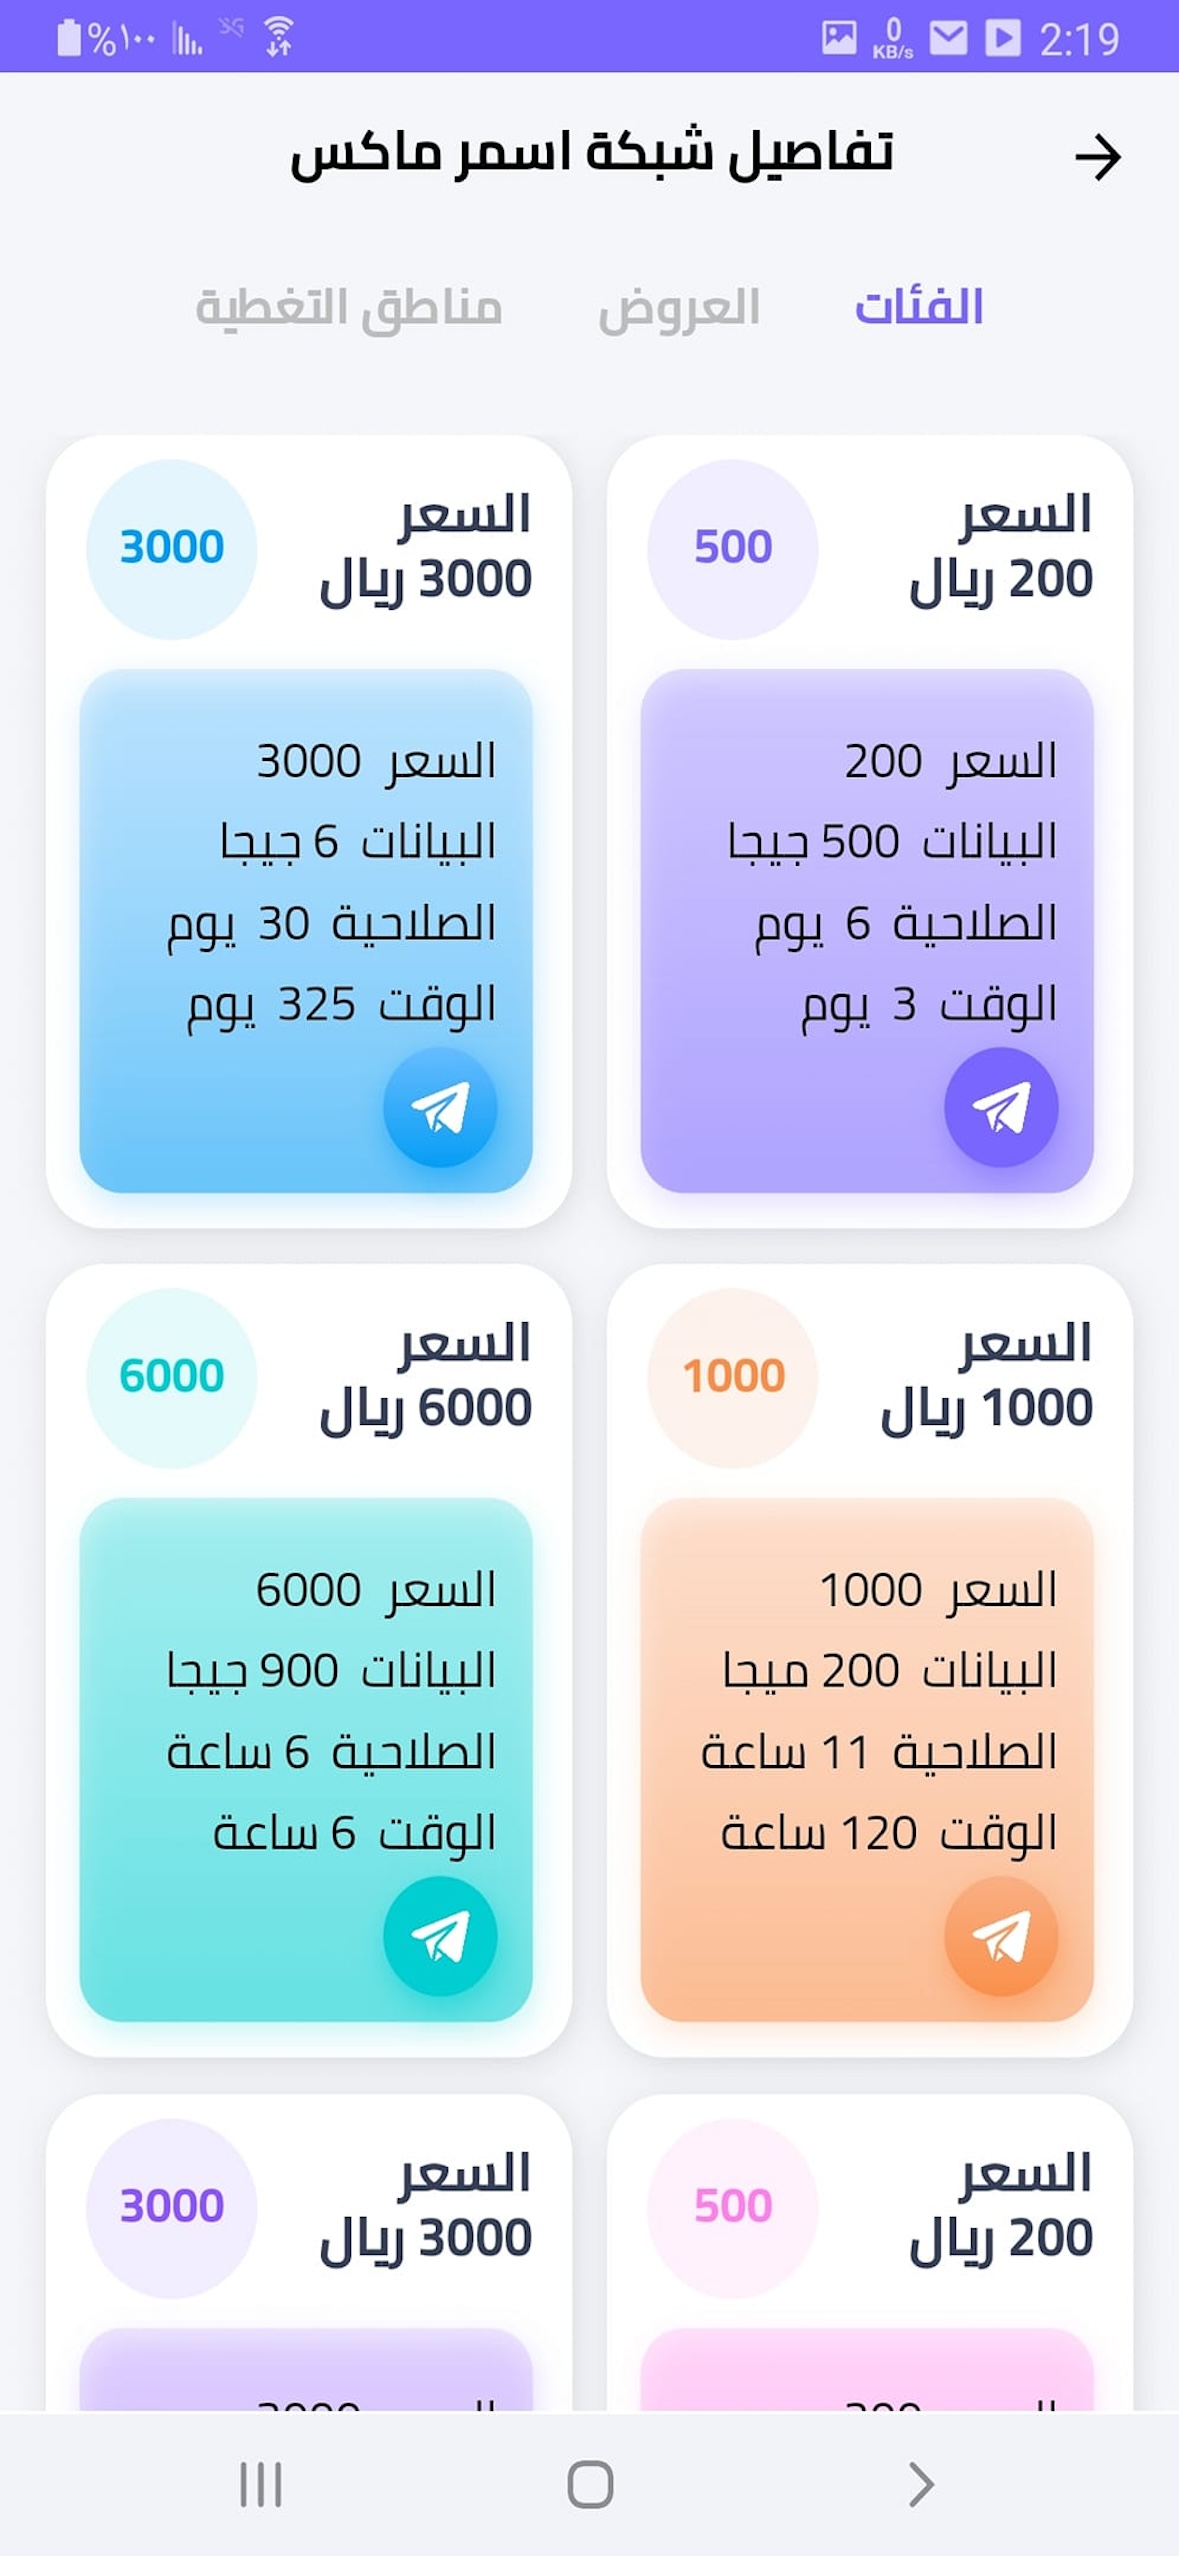 2:19
0
KB/s
3G
%١٠٠
تفاصيل شبكة اسمر ماكس
الفئات
العروض
مناطق التغطية
السعر
200 ريال
500
السعر 200
البيانات 500 جيجا
الصلاحية 6 يوم
الوقت 3 يوم
السعر
3000 ريال
3000
السعر 3000
البيانات 6 جيجا
الصلاحية 30 يوم
الوقت 325 يوم
السعر
1000 ريال
1000
السعر 1000
البيانات 200 ميجا
الصلاحية 11 ساعة
الوقت 120 ساعة
السعر
6000 ريال
6000
السعر 6000
البيانات 900 جيجا
الصلاحية 6 ساعة
الوقت 6 ساعة
السعر
200 ريال
500
السعر
3000 ريال
3000